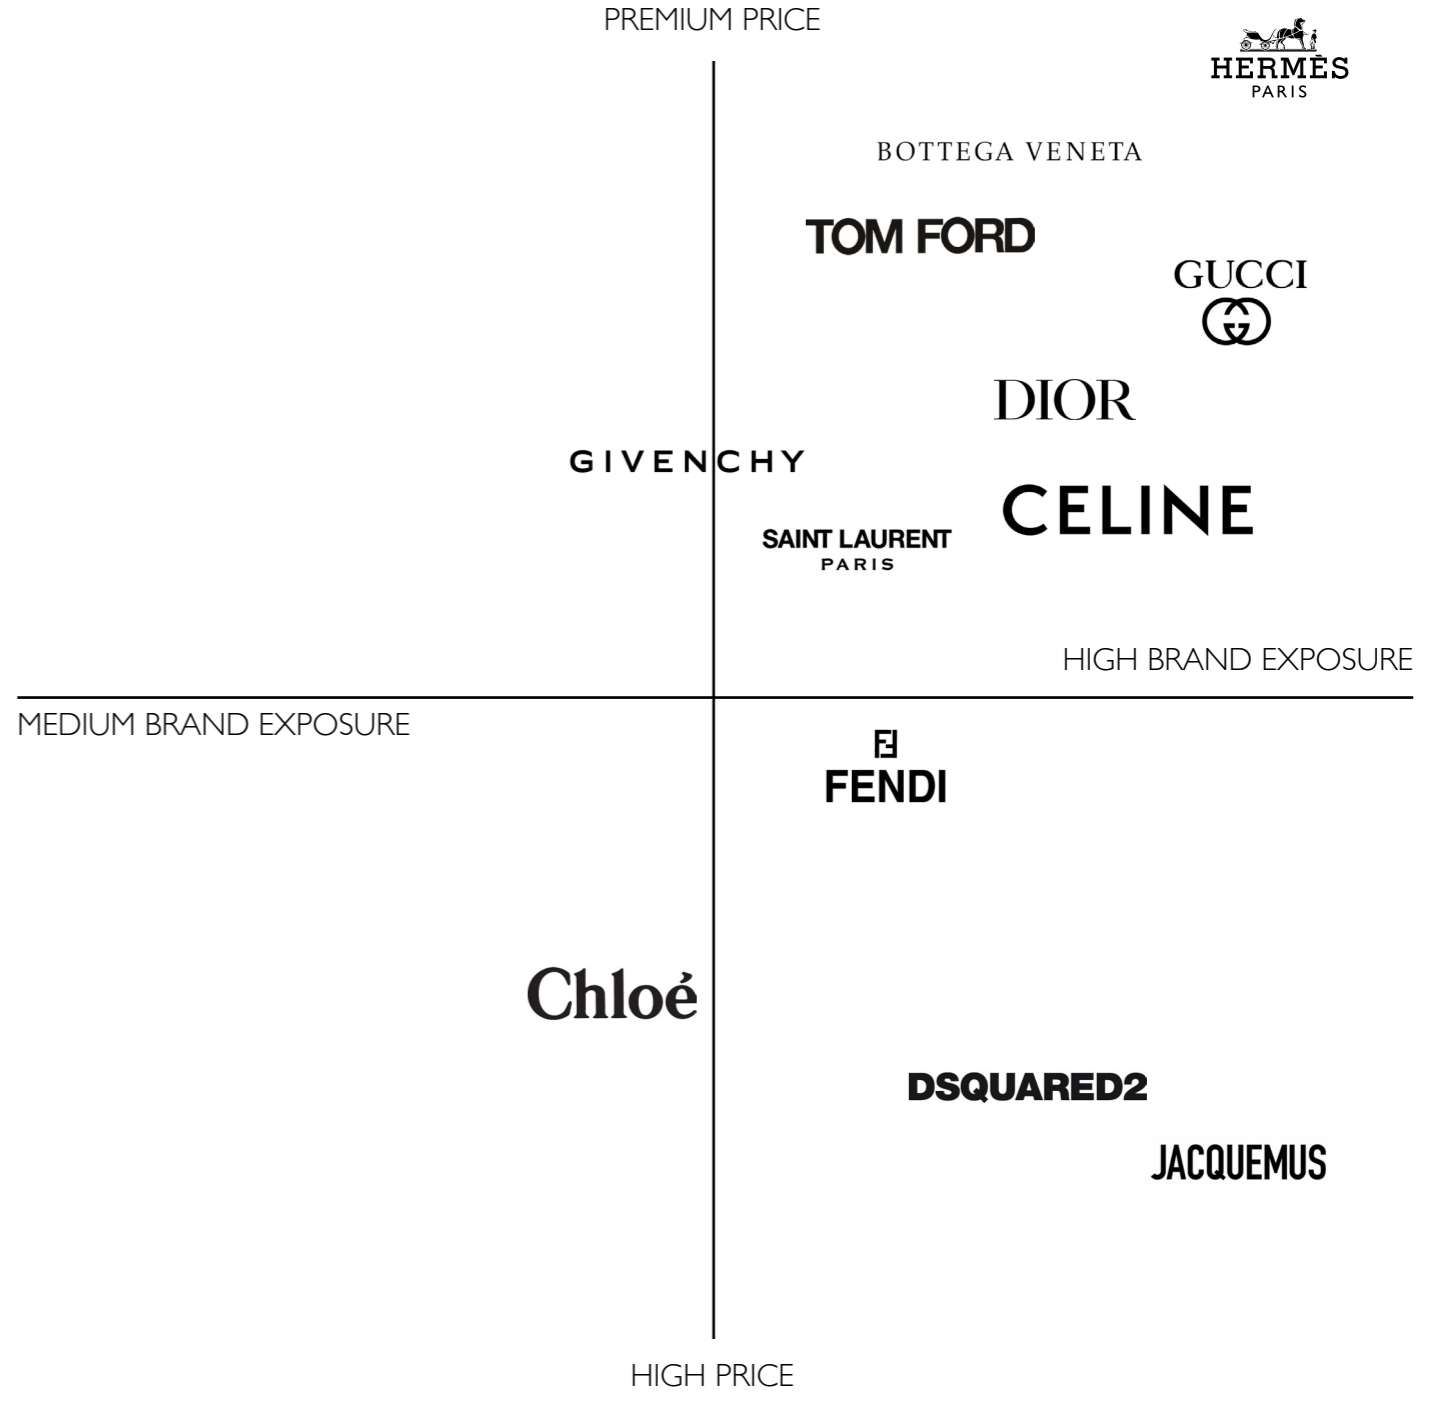 PREMIUM PRICE
HERMÈS
PARIS
BOTTEGA VENETA
TOM FORD
GUCCI
DIOR
GIVENCHY
CELINE
SAINT LAURENT
PARIS
HIGH BRAND EXPOSURE
MEDIUM BRAND EXPOSURE
FENDI
Chloé
DSQUARED2
JACQUEMUS
HIGH PRICE